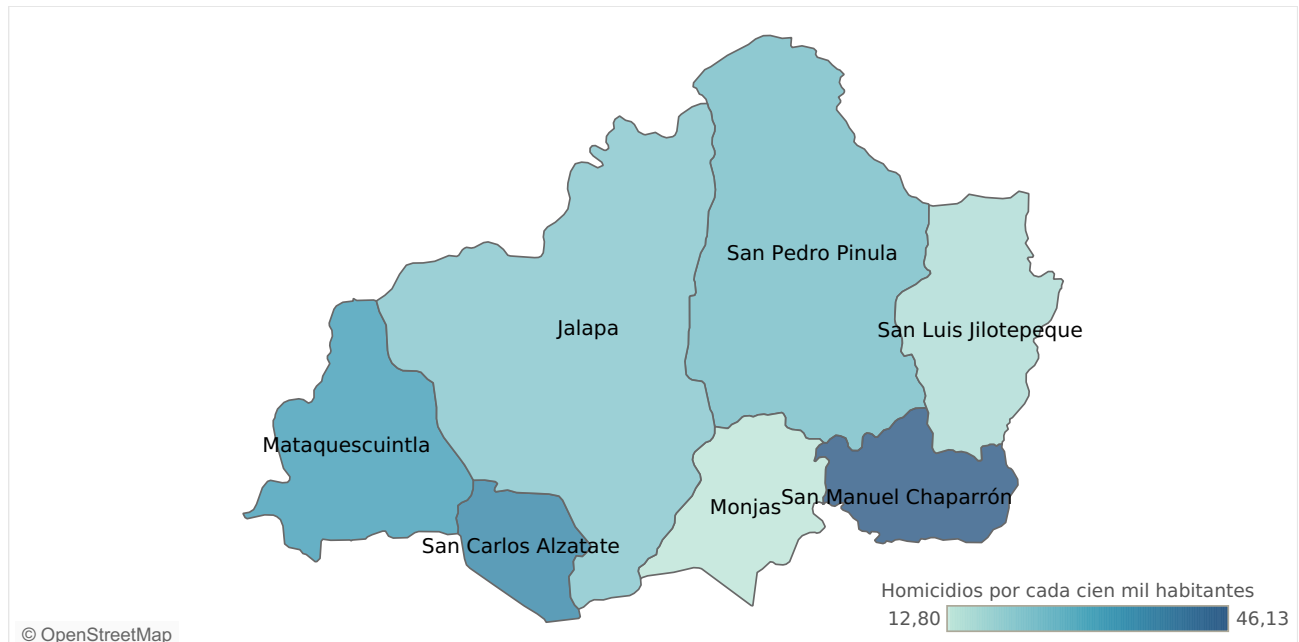 San Pedro Pinula
Jalapa
San Luis Jilotepeque
Mataquescuintla
San Manuel Chaparrón
Monjas
San Carlos Alzatate
Homicidios por cada cien mil habitantes
12,80 46,13
© OpenStreetMap